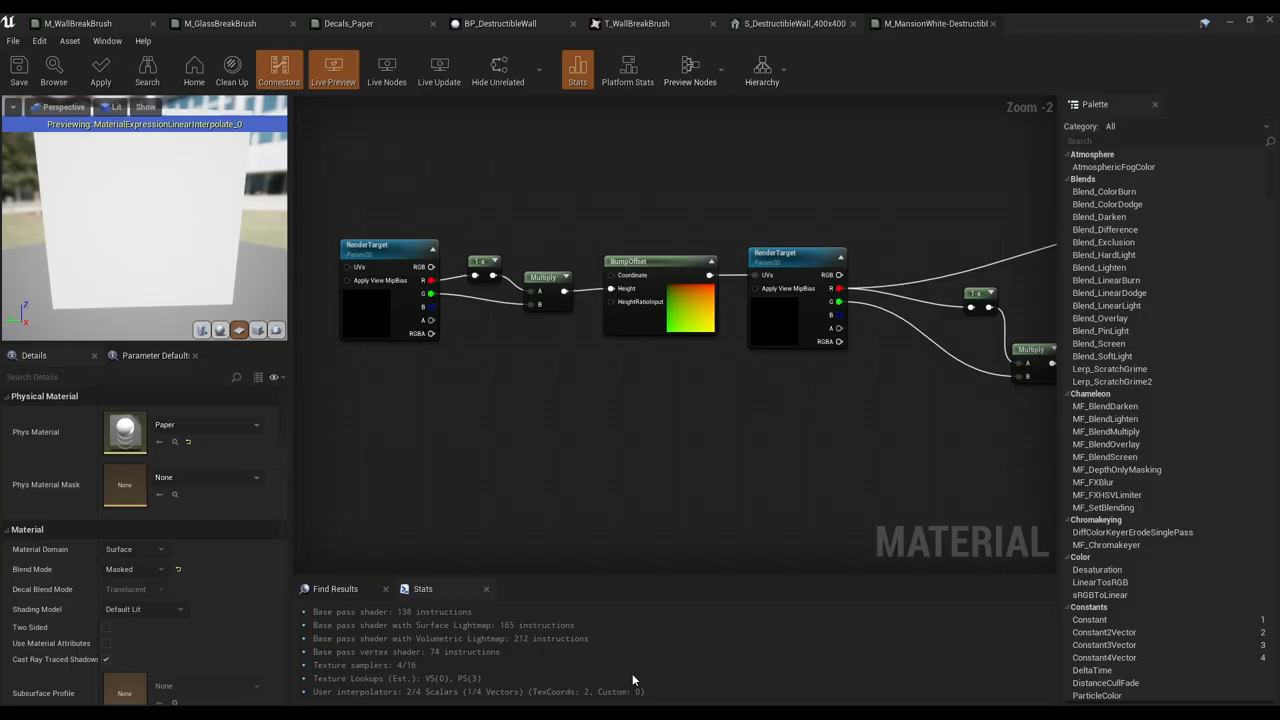 M_WallBreakBrush
M_GlassBreakBrush
Decals_Paper
BP_DestructibleWall
T_WallBreakBrush
S_DestructibleWall_400x400
M_MansionWhite-Destructibl
File
Edit
Asset
Window
Help
Save
Browse
Apply
Search
Home
Clean Up
Connectors
Live Preview
Live Nodes
Live Update
Hide Unrelated
Stats
Platform Stats
Preview Nodes
Hierarchy
Perspective
Lit
Show
Previewing: MaterialExpressionLinearInterpolate_0
Z
X
Details
Parameter Default:
Search Details
Physical Material
Phys Material
Paper
Phys Material Mask
None
None
Material
Material Domain
Surface
Blend Mode
Masked
Decal Blend Mode
Translucent
Shading Model
Default Lit
Two Sided
Use Material Attributes
Cast Ray Traced Shadows
Subsurface Profile
None
None
Zoom -2
RenderTarget
Param2D
UVs
RGB
Apply View MipBias
R
G
B
A
RGBA
1-x
Multiply
A
B
BumpOffset
Coordinate
Height
HeightRatioInput
RenderTarget
Param2D
UVs
RGB
Apply View MipBias
R
G
B
A
RGBA
1-x
Multiply
A
B
MATERIAL
Find Results
Stats
Base pass shader: 138 instructions
Base pass shader with Surface Lightmap: 165 instructions
Base pass shader with Volumetric Lightmap: 212 instructions
Base pass vertex shader: 74 instructions
Texture samplers: 4/16
Texture Lookups (Est.): VS(0), PS(3)
User interpolators: 2/4 Scalars (1/4 Vectors) (TexCoords: 2, Custom: 0)
Palette
Category: All
Search
Atmosphere
AtmosphericFogColor
Blends
Blend_ColorBurn
Blend_ColorDodge
Blend_Darken
Blend_Difference
Blend_Exclusion
Blend_HardLight
Blend_Lighten
Blend_LinearBurn
Blend_LinearDodge
Blend_LinearLight
Blend_Overlay
Blend_PinLight
Blend_Screen
Blend_SoftLight
Lerp_ScratchGrime
Lerp_ScratchGrime2
Chameleon
MF_BlendDarken
MF_BlendLighten
MF_BlendMultiply
MF_BlendOverlay
MF_BlendScreen
MF_DepthOnlyMasking
MF_FXBlur
MF_FXHSVLimiter
MF_SetBlending
Chromakeying
DiffColorKeyerErodeSinglePass
MF_Chromakeyer
Color
Desaturation
LinearTosRGB
sRGBToLinear
Constants
Constant 1
Constant2Vector 2
Constant3Vector 3
Constant4Vector 4
DeltaTime
DistanceCullFade
ParticleColor